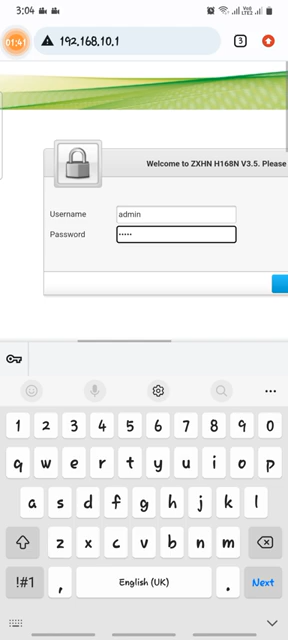 3:04
01:41
192.168.10.1
3
Welcome to ZXHN H168N V3.5. Please
Username
admin
Password
•••••
1 2 3 4 5 6 7 8 9 0
q w e r t y u i o p
a s d f g h j k l
z x c v b n m
!#1 , English (UK) . Next